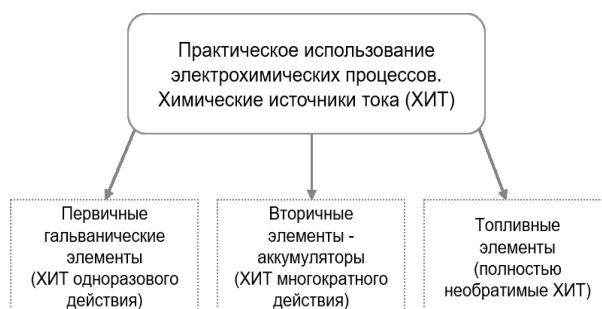 Практическое использование
электрохимических процессов.
Химические источники тока (ХИТ)
Первичные
гальванические
элементы
(ХИТ одноразового
действия)
Вторичные
элементы -
аккумуляторы
(ХИТ многократного
действия)
Топливные
элементы
(полностью
необратимые ХИТ)